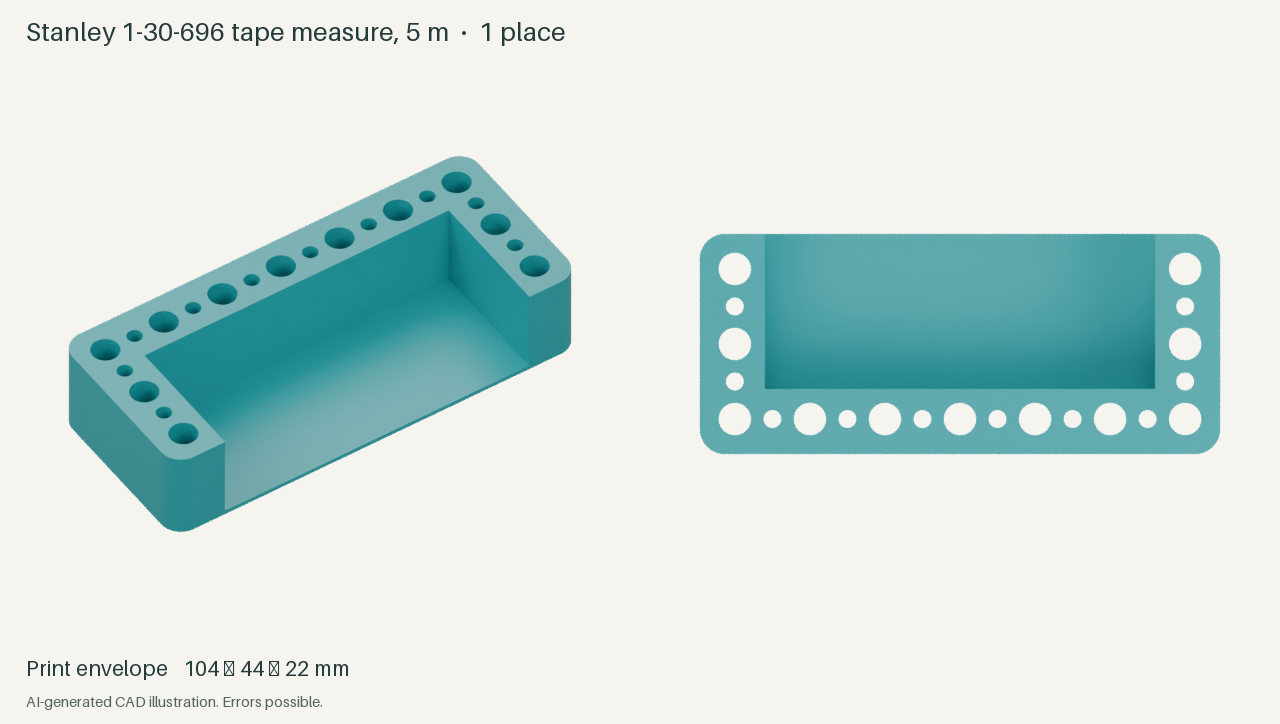 Stanley 1-30-696 tape measure, 5 m · 1 place
Print envelope 104 􏿮 44 􏿮 22 mm
AI-generated CAD illustration. Errors possible.